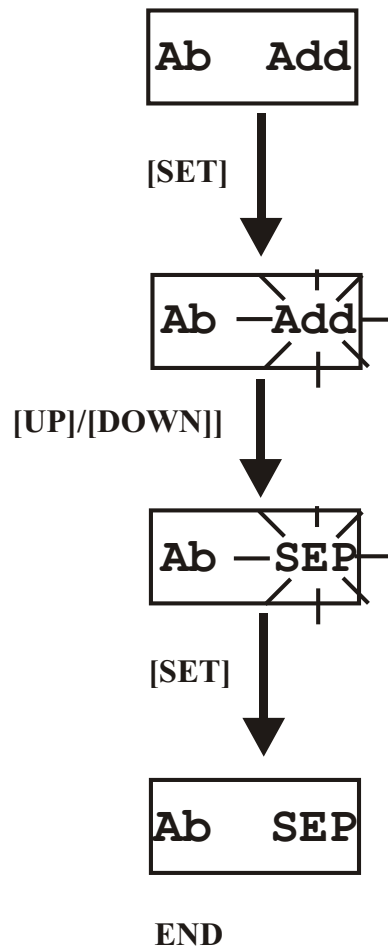 Ab Add
[SET]
Ab Add
[UP]/[DOWN]]
Ab SEP
[SET]
Ab SEP
END